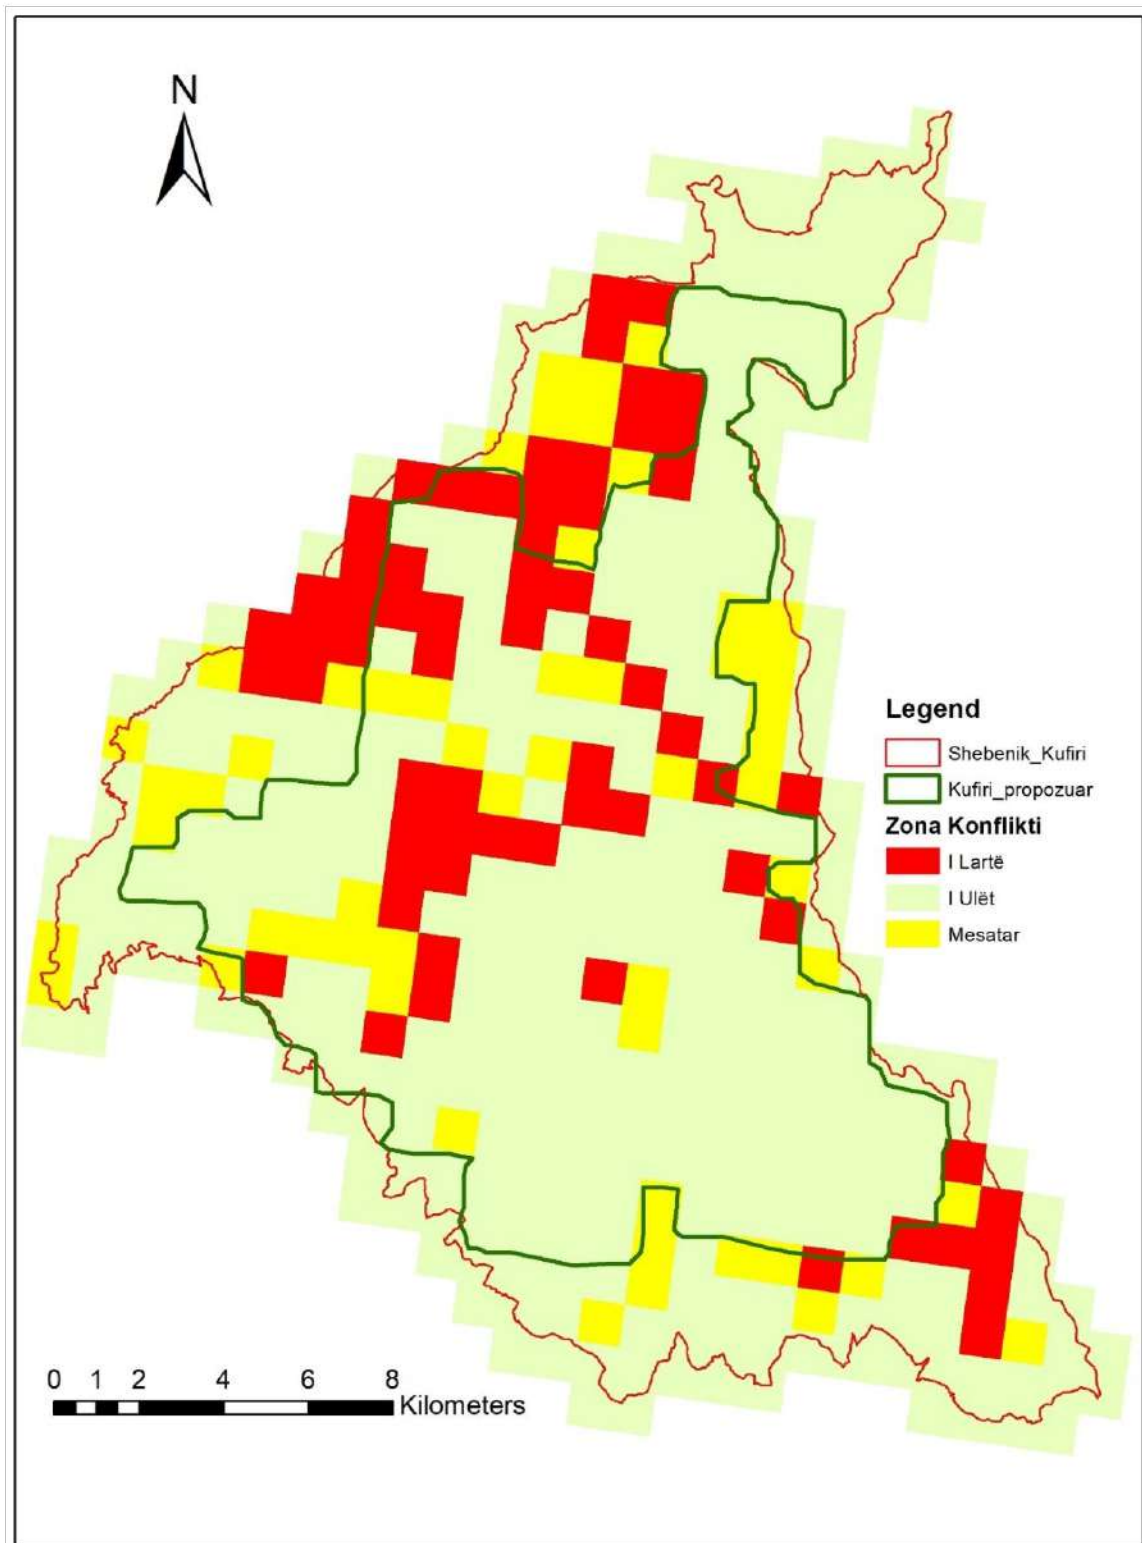 N
Legend
Shebenik_Kufiri
Kufiri_propozuar
Zona Konflikti
I Lartë
I Ulët
Mesatar
0 1 2 4 6 8
Kilometers